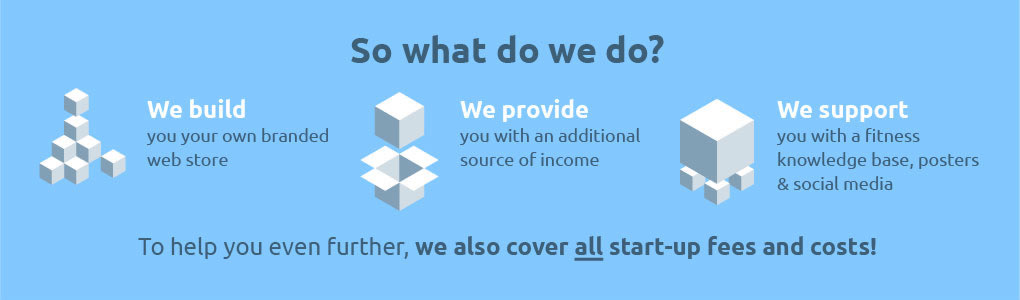 So what do we do?
We build
you your own branded
web store
We provide
you with an additional
source of income
We support
you with a fitness
knowledge base, posters
& social media
To help you even further, we also cover all start-up fees and costs!